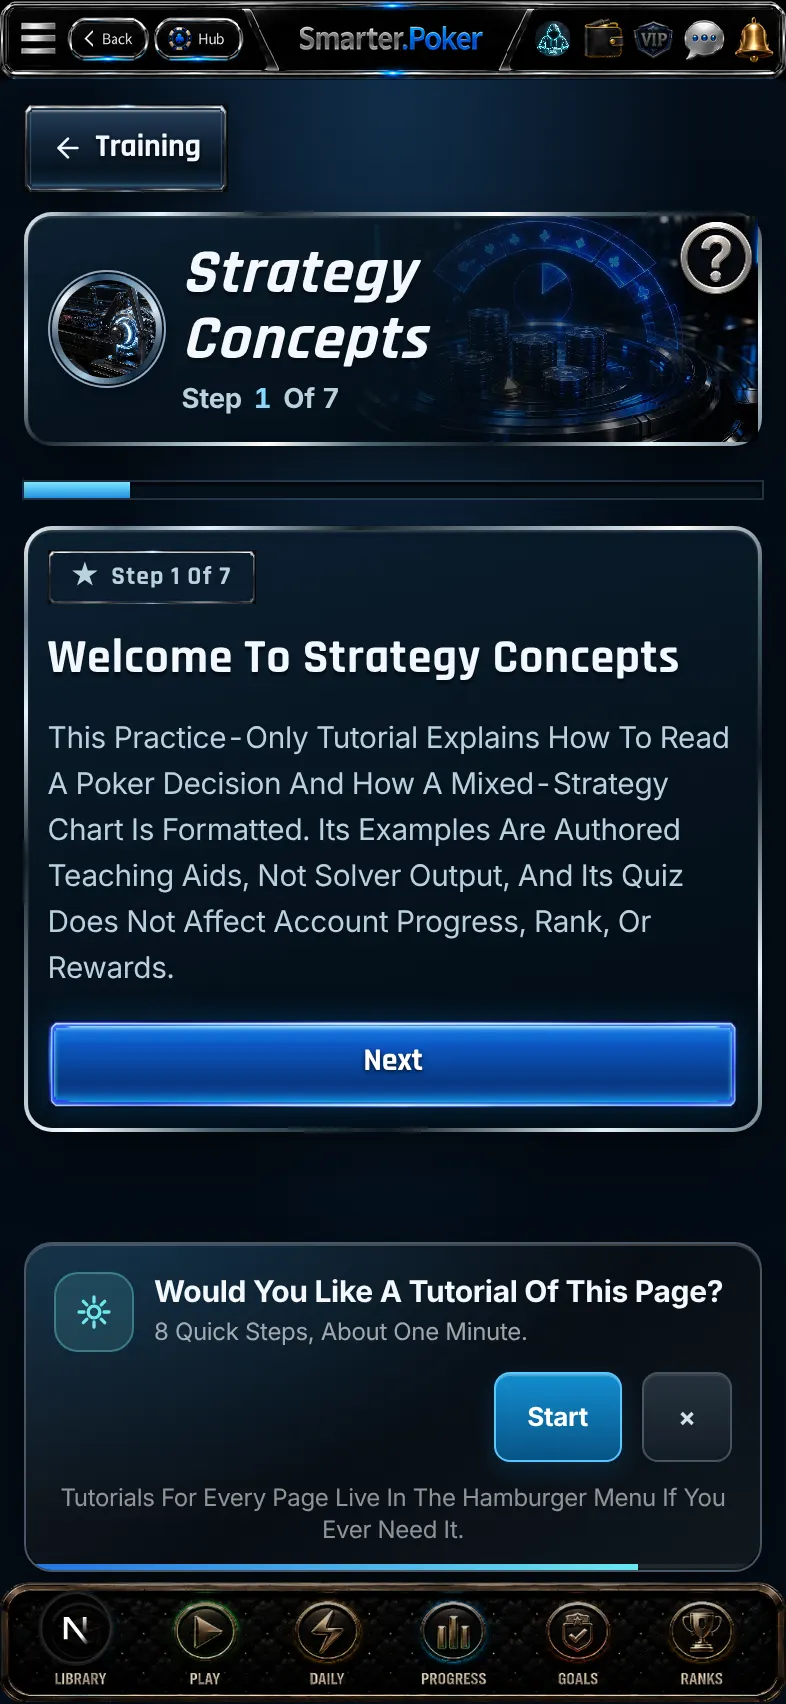 Back
Hub
Smarter.Poker
VIP
← Training
Strategy
Concepts
?
Step 1 Of 7
★ Step 1 Of 7
Welcome To Strategy Concepts
This Practice-Only Tutorial Explains How To Read
A Poker Decision And How A Mixed-Strategy
Chart Is Formatted. Its Examples Are Authored
Teaching Aids, Not Solver Output, And Its Quiz
Does Not Affect Account Progress, Rank, Or
Rewards.
Next
Would You Like A Tutorial Of This Page?
8 Quick Steps, About One Minute.
Start
×
Tutorials For Every Page Live In The Hamburger Menu If You
Ever Need It.
N
LIBRARY
PLAY
DAILY
PROGRESS
GOALS
RANKS